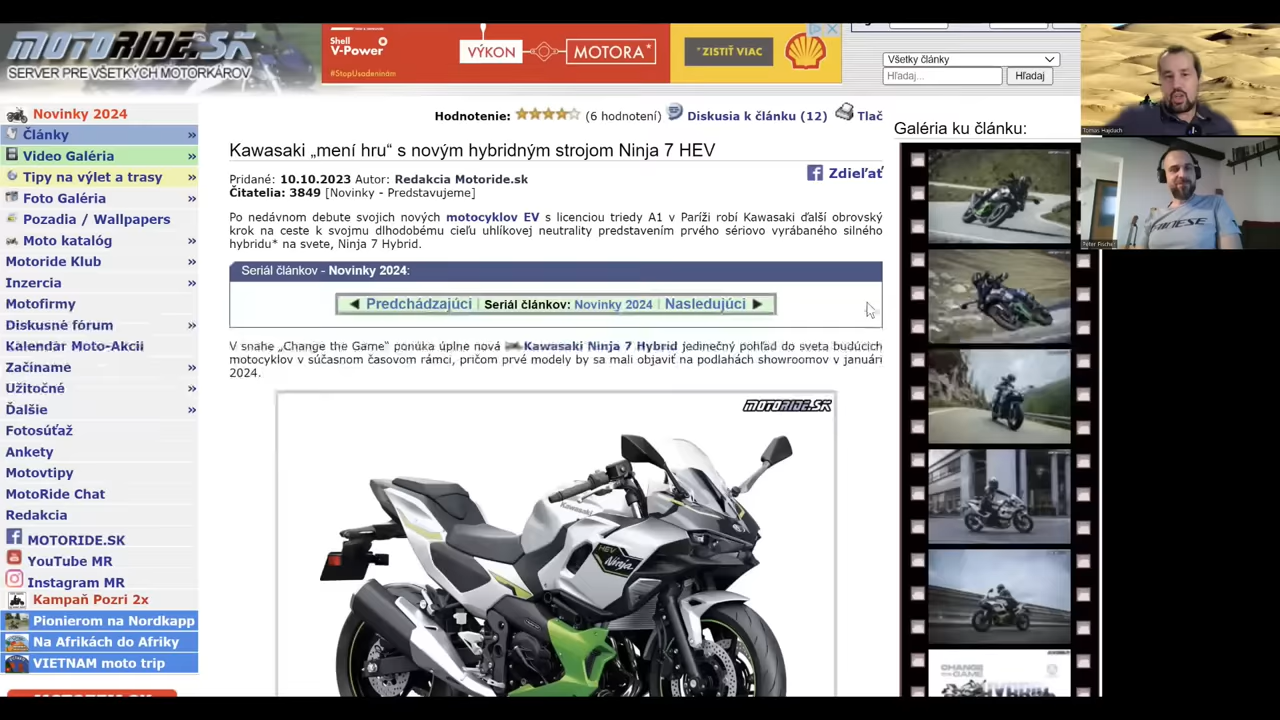 MOTORIDE.SK
SERVER PRE VŠETKÝCH MOTORKÁROV
Shell
V-Power
#StopUsadeninám
VÝKON
MOTORA*
*ZISTIŤ VIAC
Všetky články
Hľadaj...
Hľadaj
Novinky 2024
Články »
Video Galéria »
Tipy na výlet a trasy »
Foto Galéria »
Pozadia / Wallpapers
Moto katalóg »
Motoride Klub »
Inzercia »
Motofirmy
Diskusné fórum »
Kalendár Moto-Akcií
Začíname »
Užitočné »
Ďalšie »
Fotosúťaž
Ankety
Motovtipy
MotoRide Chat
Redakcia
MOTORIDE.SK
YouTube MR
Instagram MR
Kampaň Pozri 2x
Pionierom na Nordkapp
Na Afrikách do Afriky
VIETNAM moto trip
Hodnotenie: (6 hodnotení) Diskusia k článku (12) Tlač
Kawasaki „mení hru“ s novým hybridným strojom Ninja 7 HEV
Pridané: 10.10.2023 Autor: Redakcia Motoride.sk
Zdieľať
Čitatelia: 3849 [Novinky - Predstavujeme]
Po nedávnom debute svojich nových motocyklov EV s licenciou triedy A1 v Paríži robí Kawasaki ďalší obrovský
krok na ceste k svojmu dlhodobému cieľu uhlíkovej neutrality predstavením prvého sériovo vyrábaného silného
hybridu* na svete, Ninja 7 Hybrid.
Seriál článkov - Novinky 2024:
◄ Predchádzajúci | Seriál článkov: Novinky 2024 | Nasledujúci ►
V snahe „Change the Game“ ponúka úplne nová Kawasaki Ninja 7 Hybrid jedinečný pohľad do sveta budúcich
motocyklov v súčasnom časovom rámci, pričom prvé modely by sa mali objaviť na podlahách showroomov v januári
2024.
MOTORIDE.SK
Kawasaki
HEV
Ninja
Galéria ku článku:
CHANGE
GAME
Tomas Hajdach
Peter Fischer